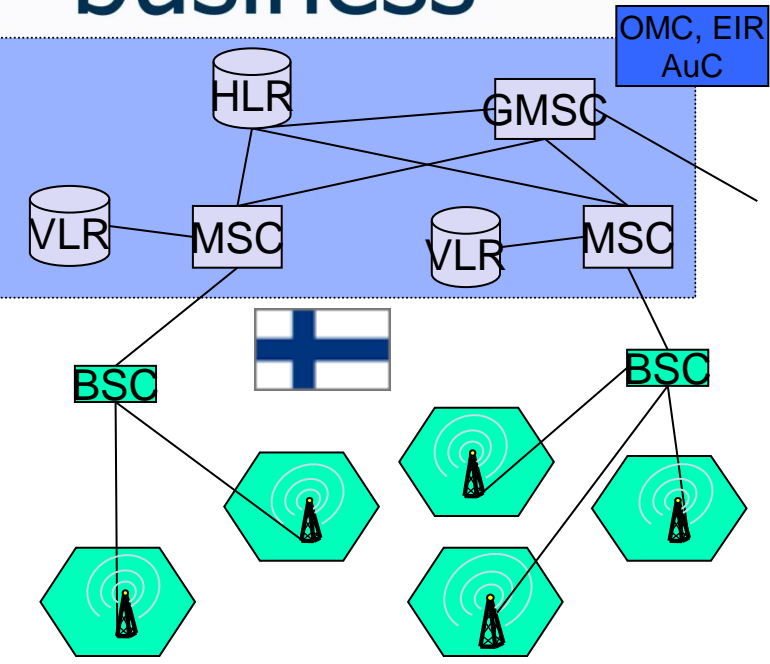 business
OMC, EIR
AuC
HLR
GMSC
VLR
MSC
VLR
MSC
BSC
BSC